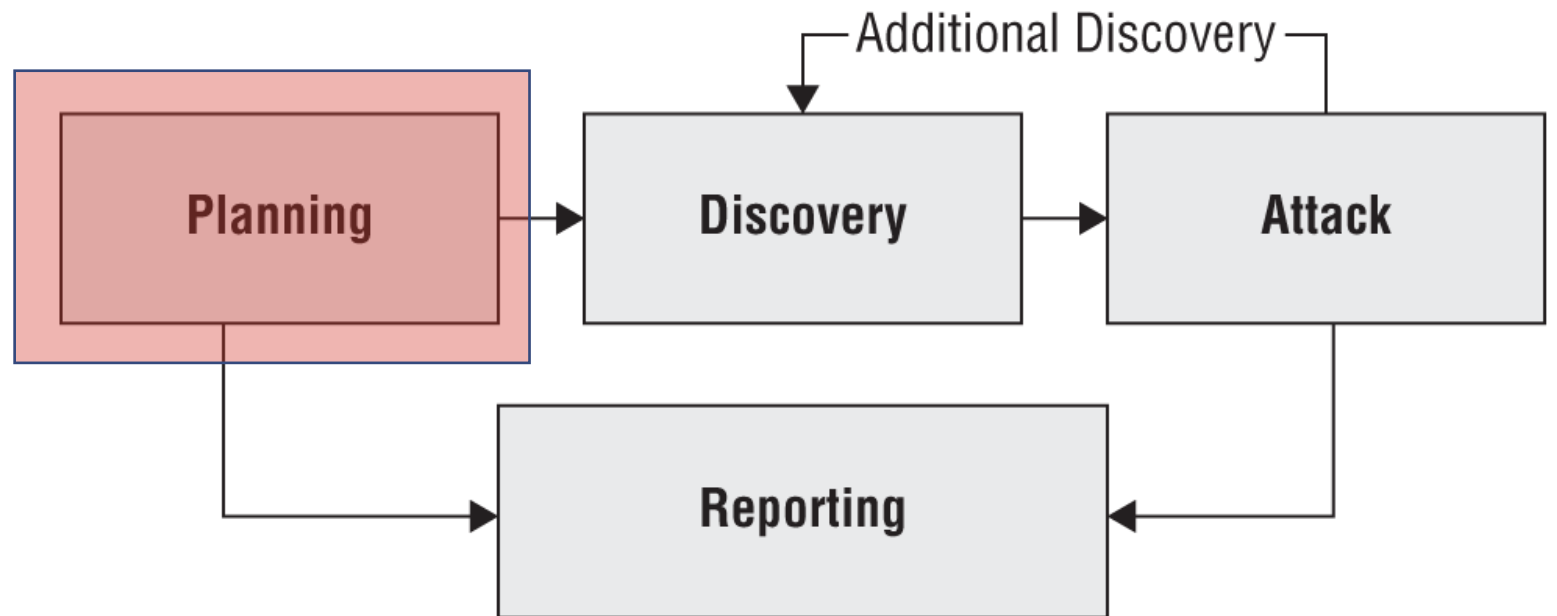 Additional Discovery
Planning
Discovery
Attack
Reporting